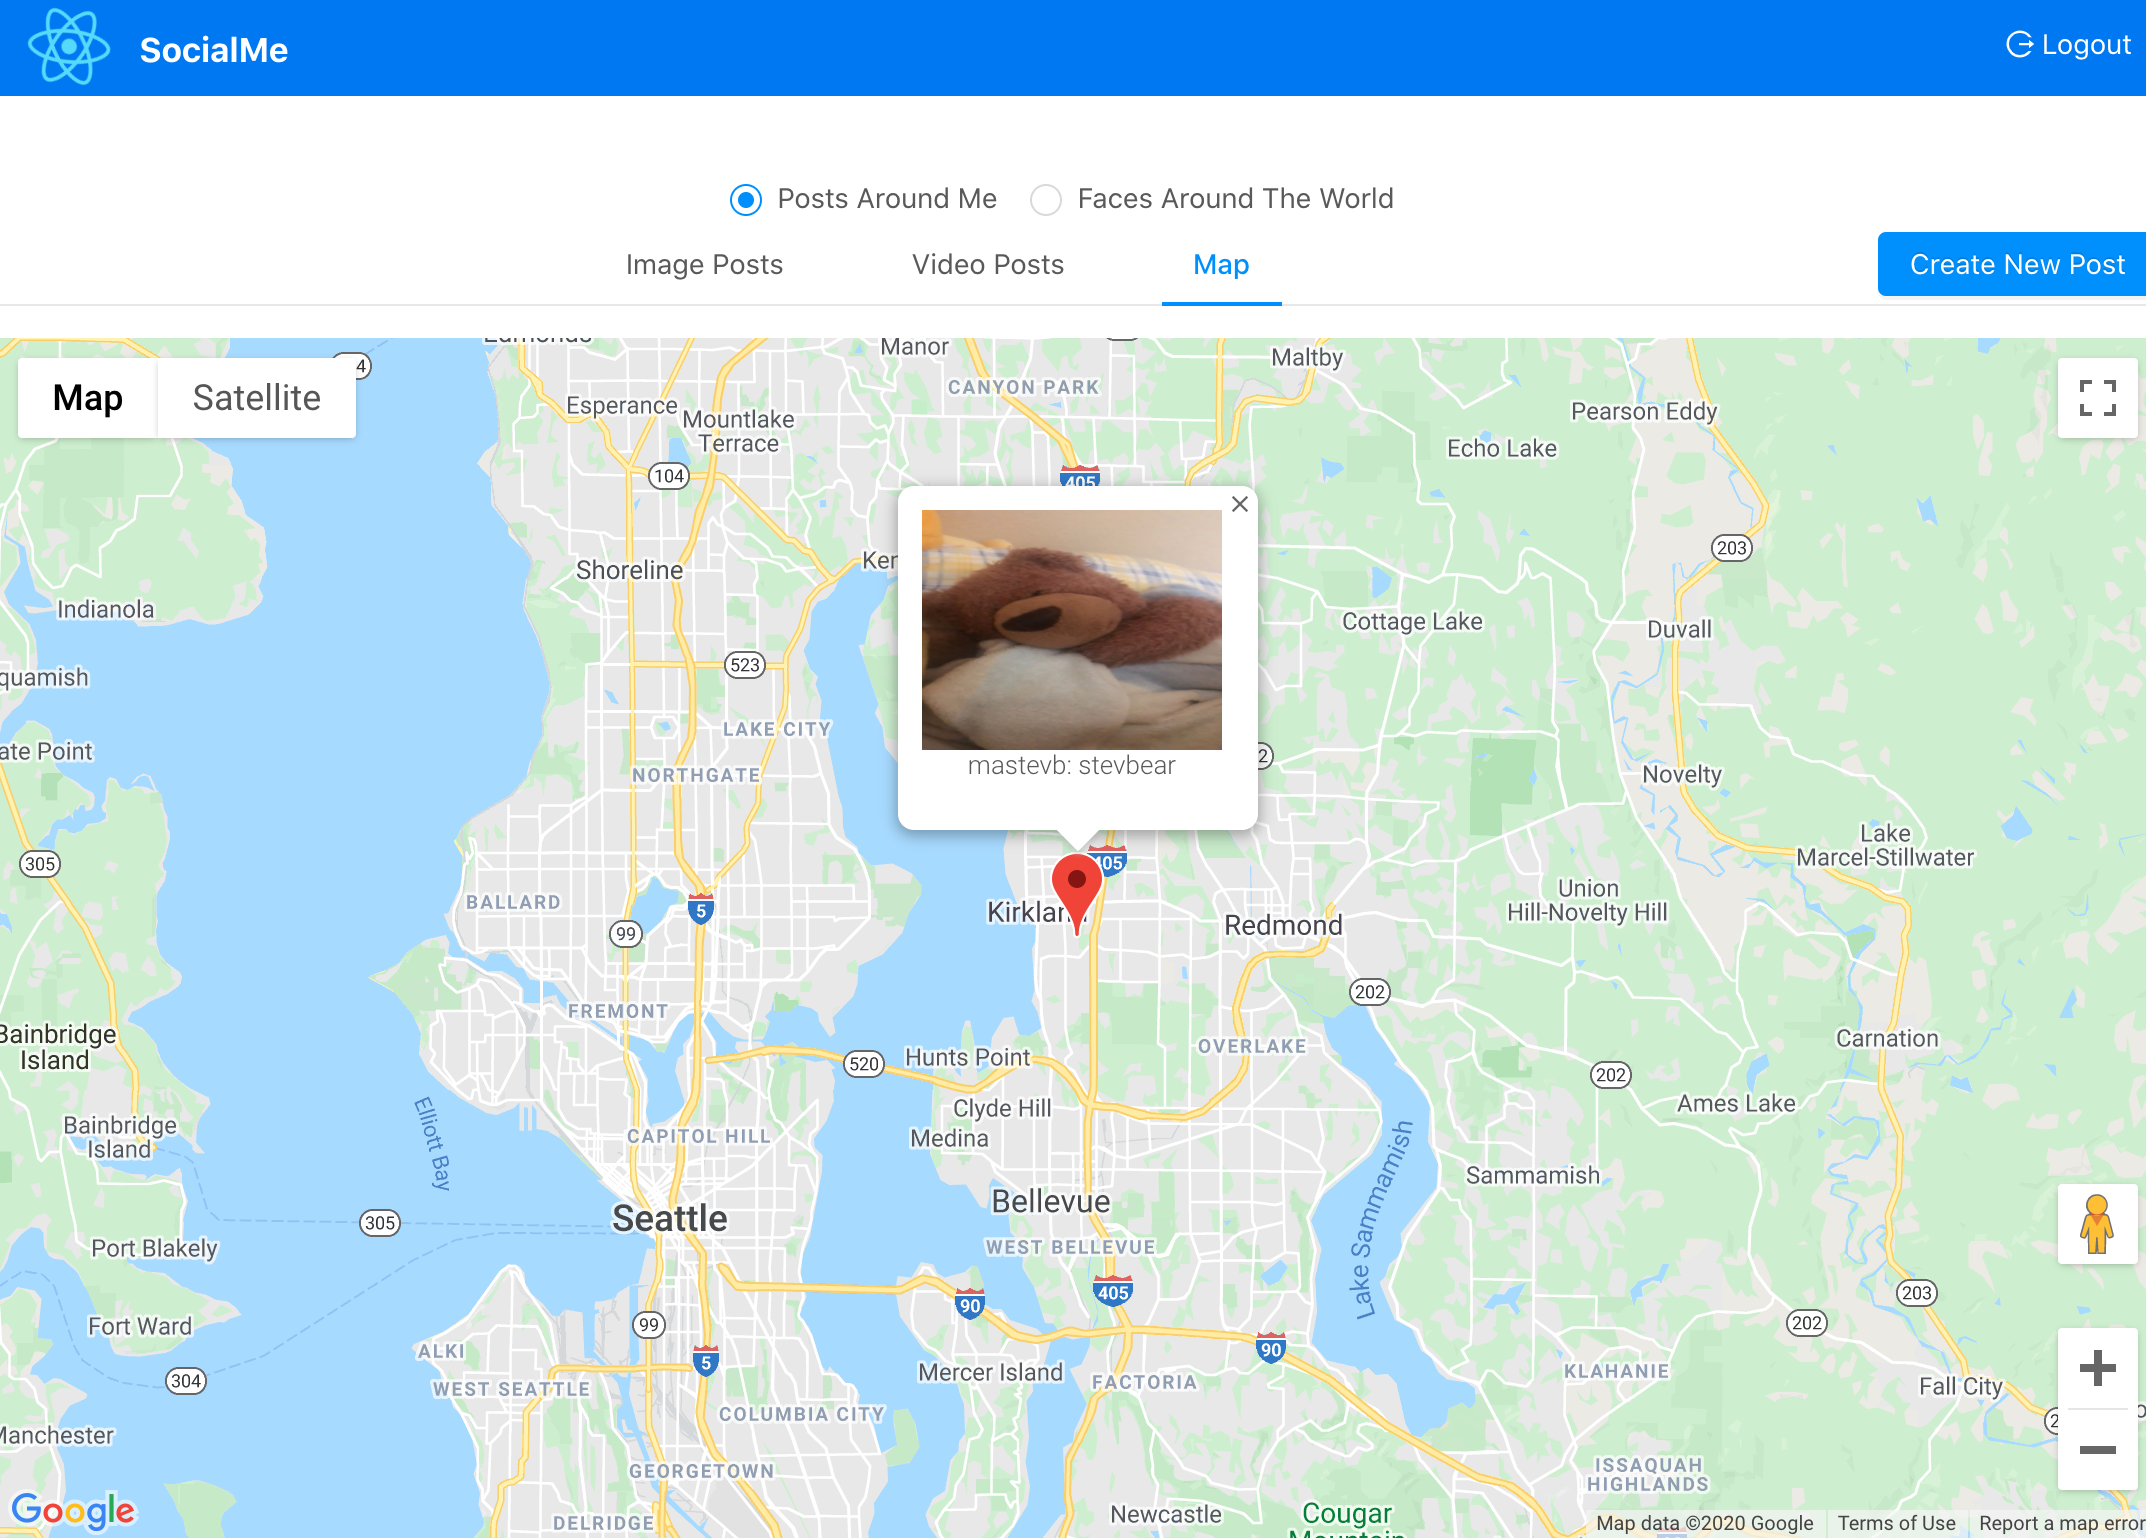 SocialMe
Logout
Posts Around Me
Faces Around The World
Image Posts
Video Posts
Map
Create New Post
Map
Satellite
4
Manor
Maltby
CANYON PARK
Esperance
Mountlake
Terrace
Pearson Eddy
Echo Lake
104
405
203
Ken
Shoreline
Indianola
Cottage Lake
Duvall
523
quamish
LAKE CITY
ate Point
mastevb: stevbear
2
NORTHGATE
Novelty
Lake
Marcel-Stillwater
305
405
BALLARD
5
99
Kirklan
Redmond
Union
Hill-Novelty Hill
202
FREMONT
Bainbridge
Island
Carnation
OVERLAKE
520
Hunts Point
202
Clyde Hill
Ames Lake
Elliott Bay
Bainbridge
Island
CAPITOL HILL
Medina
Lake Sammamish
Sammamish
Bellevue
Seattle
305
Port Blakely
WEST BELLEVUE
90
405
203
Fort Ward
99
202
ALKI
5
90
304
WEST SEATTLE
Mercer Island
FACTORIA
KLAHANIE
Fall City
COLUMBIA CITY
Manchester
2
GEORGETOWN
ISSAQUAH
HIGHLANDS
Google
DELRIDGE
Newcastle
Cougar
Mountain
Map data ©2020 Google
Terms of Use
Report a map error